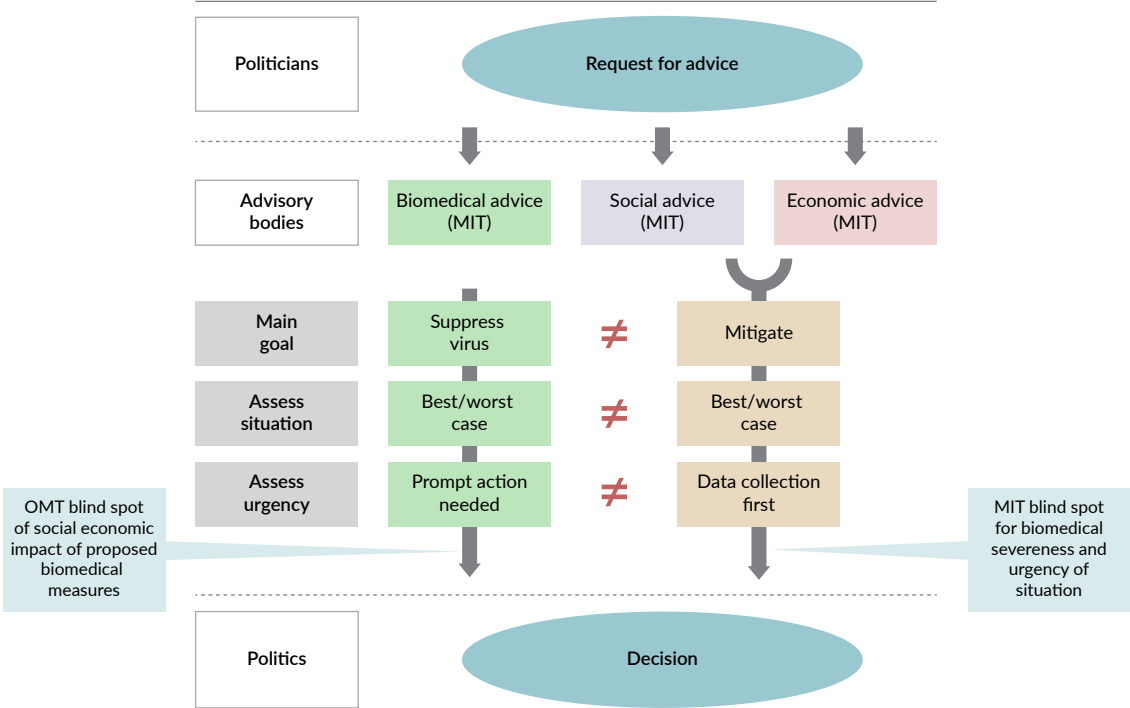 Politicians
Request for advice
Advisory
bodies
Biomedical advice
(MIT)
Social advice
(MIT)
Economic advice
(MIT)
Main
goal
Suppress
virus
≠
Mitigate
Assess
situation
Best/worst
case
≠
Best/worst
case
Assess
urgency
Prompt action
needed
≠
Data collection
first
OMT blind spot
of social economic
impact of proposed
biomedical
measures
MIT blind spot
for biomedical
severeness and
urgency of
situation
Politics
Decision